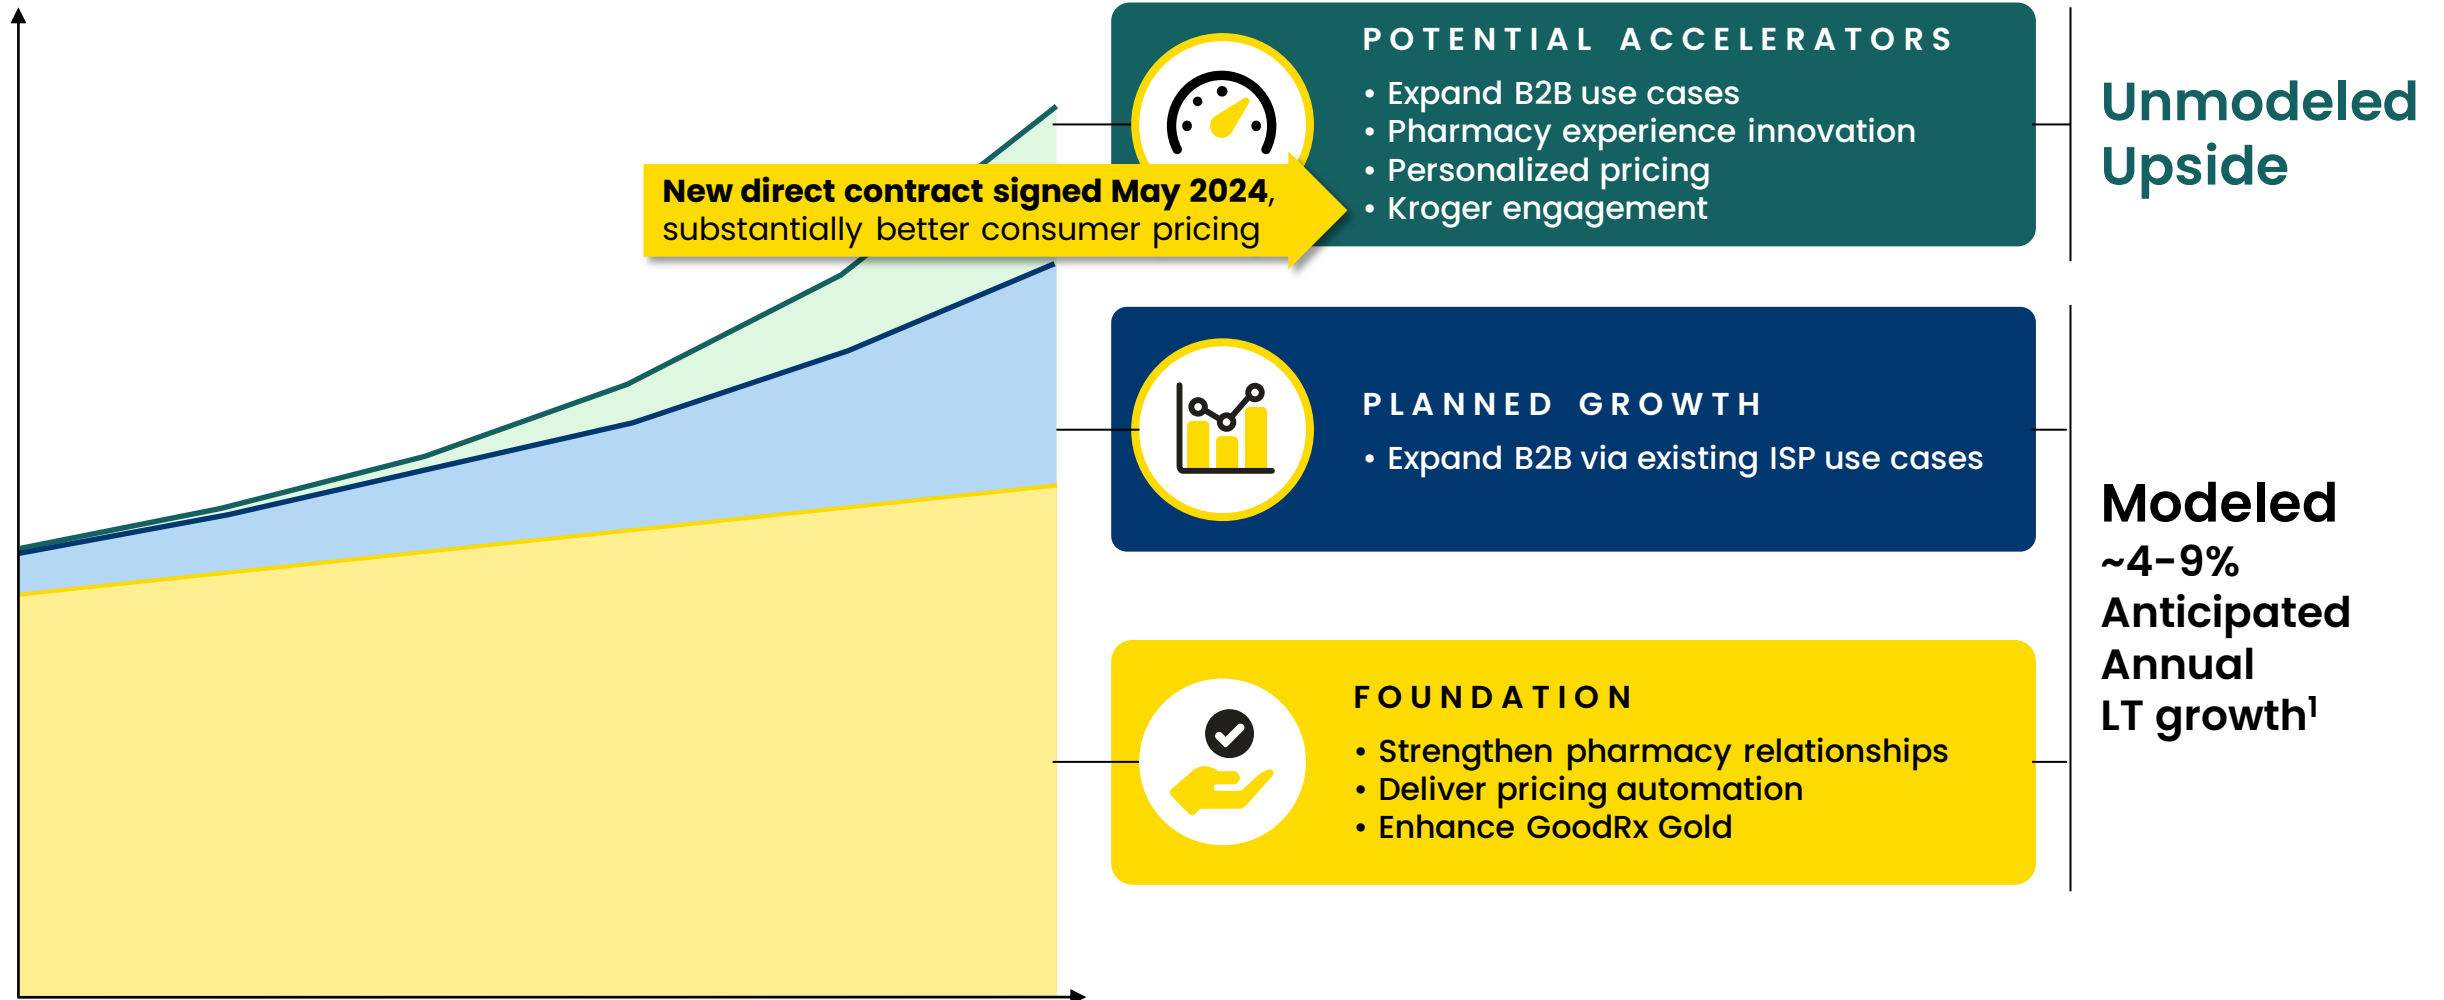 POTENTIAL ACCELERATORS
• Expand B2B use cases
• Pharmacy experience innovation
• Personalized pricing
• Kroger engagement
New direct contract signed May 2024,
substantially better consumer pricing
Unmodeled
Upside
PLANNED GROWTH
• Expand B2B via existing ISP use cases
Modeled
~4-9%
Anticipated
Annual
LT growth¹
FOUNDATION
• Strengthen pharmacy relationships
• Deliver pricing automation
• Enhance GoodRx Gold